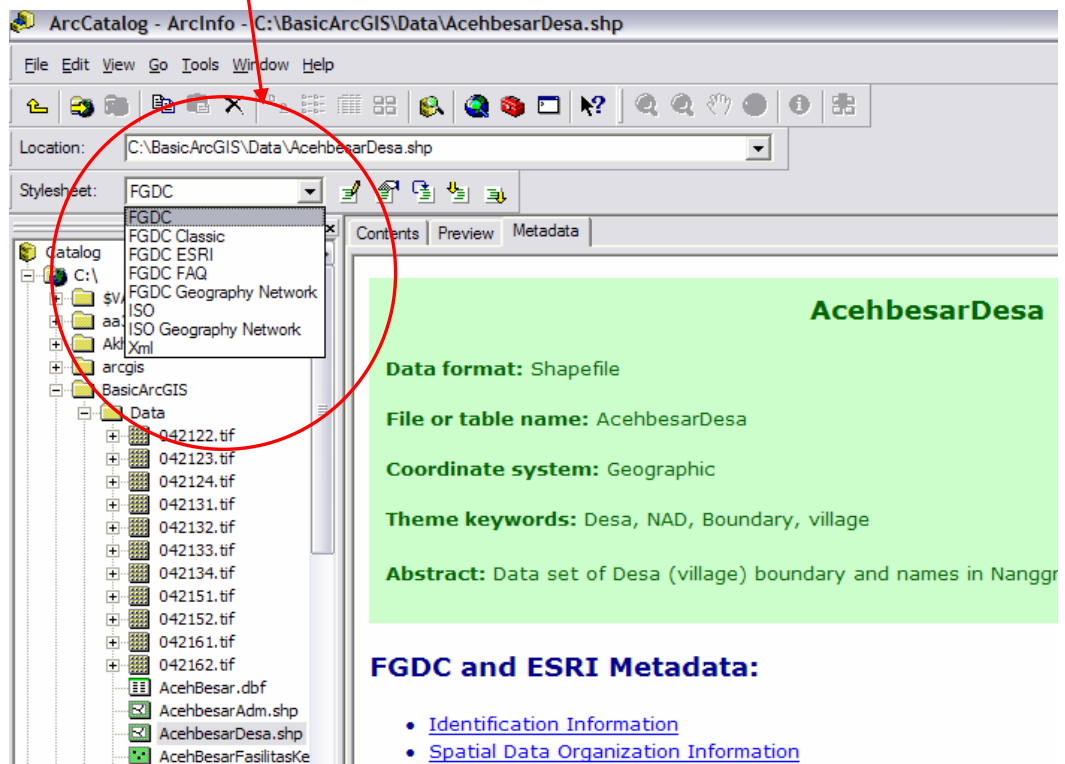 ArcCatalog - ArcInfo - C:\BasicArcGIS\Data\AcehbesarDesa.shp
File Edit View Go Tools Window Help
Location: C:\BasicArcGIS\Data\AcehbesarDesa.shp
Stylesheet: FGDC
FGDC
FGDC Classic
FGDC ESRI
FGDC FAQ
FGDC Geography Network
ISO
ISO Geography Network
Xml
Contents Preview Metadata
Catalog
C:\
arcgis
BasicArcGIS
Data
042122.tif
042123.tif
042124.tif
042131.tif
042132.tif
042133.tif
042134.tif
042151.tif
042152.tif
042161.tif
042162.tif
AcehBesar.dbf
AcehbesarAdm.shp
AcehbesarDesa.shp
AcehBesarFasilitasKe
AcehbesarDesa
Data format: Shapefile
File or table name: AcehbesarDesa
Coordinate system: Geographic
Theme keywords: Desa, NAD, Boundary, village
Abstract: Data set of Desa (village) boundary and names in Nanggr
FGDC and ESRI Metadata:
Identification Information
Spatial Data Organization Information